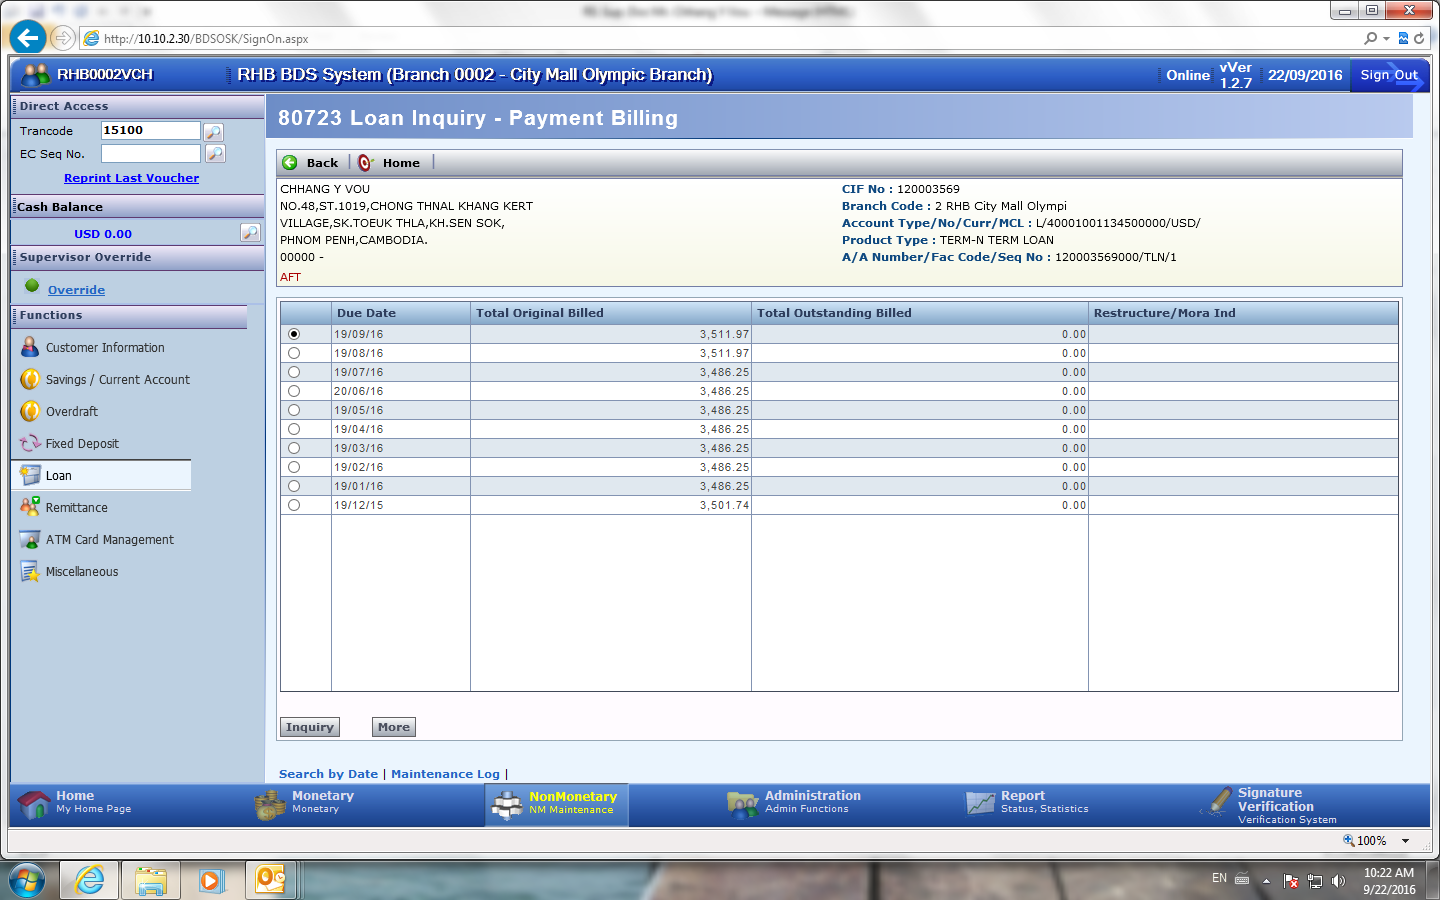 http://10.10.2.30/BDSOSK/SignOn.aspx
RHB0002VCH
RHB BDS System (Branch 0002 - City Mall Olympic Branch)
Online
vVer 1.2.7
22/09/2016
Sign Out
Direct Access
Trancode 15100
EC Seq No.
Reprint Last Voucher
Cash Balance
USD 0.00
Supervisor Override
Override
Functions
Customer Information
Savings / Current Account
Overdraft
Fixed Deposit
Loan
Remittance
ATM Card Management
Miscellaneous
80723 Loan Inquiry - Payment Billing
Back | Home |
CHHANG Y VOU
NO.48,ST.1019,CHONG THNAL KHANG KERT
VILLAGE,SK.TOEUK THLA,KH.SEN SOK,
PHNOM PENH,CAMBODIA.
00000 -
AFT
CIF No : 120003569
Branch Code : 2 RHB City Mall Olympi
Account Type/No/Curr/MCL : L/40001001134500000/USD/
Product Type : TERM-N TERM LOAN
A/A Number/Fac Code/Seq No : 120003569000/TLN/1
Due Date Total Original Billed Total Outstanding Billed Restructure/Mora Ind
19/09/16 3,511.97 0.00
19/08/16 3,511.97 0.00
19/07/16 3,486.25 0.00
20/06/16 3,486.25 0.00
19/05/16 3,486.25 0.00
19/04/16 3,486.25 0.00
19/03/16 3,486.25 0.00
19/02/16 3,486.25 0.00
19/01/16 3,486.25 0.00
19/12/15 3,501.74 0.00
Inquiry More
Search by Date | Maintenance Log |
Home
My Home Page
Monetary
Monetary
NonMonetary
NM Maintenance
Administration
Admin Functions
Report
Status, Statistics
Signature
Verification
Verification System
100%
EN
10:22 AM
9/22/2016